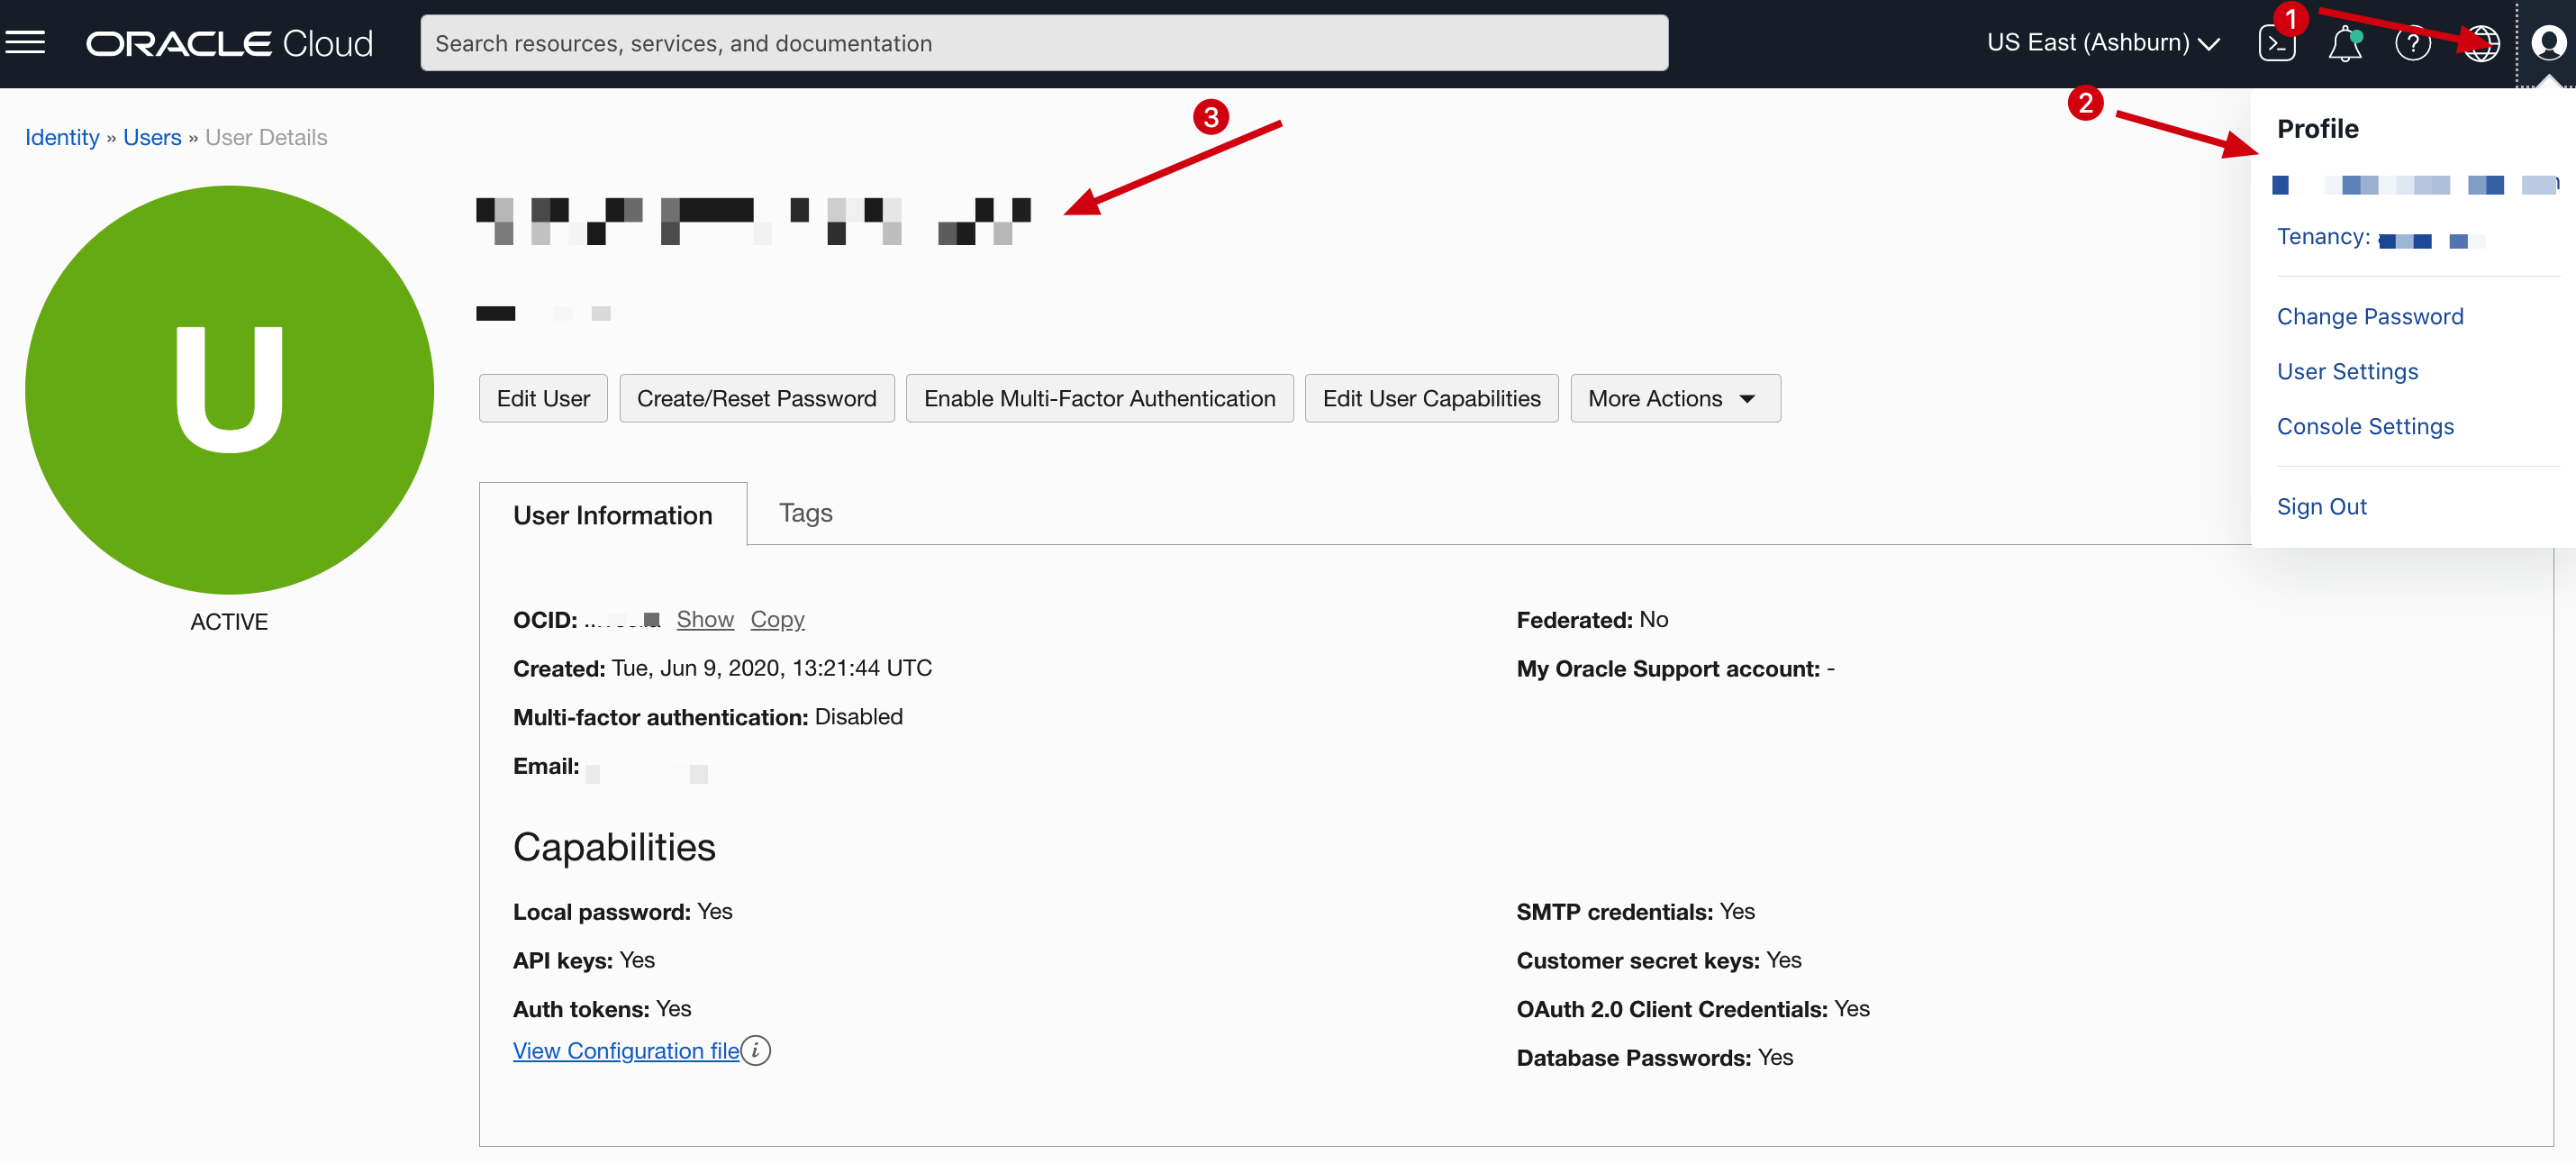 ORACLE Cloud
Search resources, services, and documentation
US East (Ashburn)
1
2
3
Identity » Users » User Details
Profile
Tenancy:
Change Password
User Settings
Console Settings
Sign Out
U
ACTIVE
Edit User
Create/Reset Password
Enable Multi-Factor Authentication
Edit User Capabilities
More Actions
User Information
Tags
OCID: Show Copy
Created: Tue, Jun 9, 2020, 13:21:44 UTC
Multi-factor authentication: Disabled
Email:
Federated: No
My Oracle Support account: -
Capabilities
Local password: Yes
API keys: Yes
Auth tokens: Yes
View Configuration file i
SMTP credentials: Yes
Customer secret keys: Yes
OAuth 2.0 Client Credentials: Yes
Database Passwords: Yes